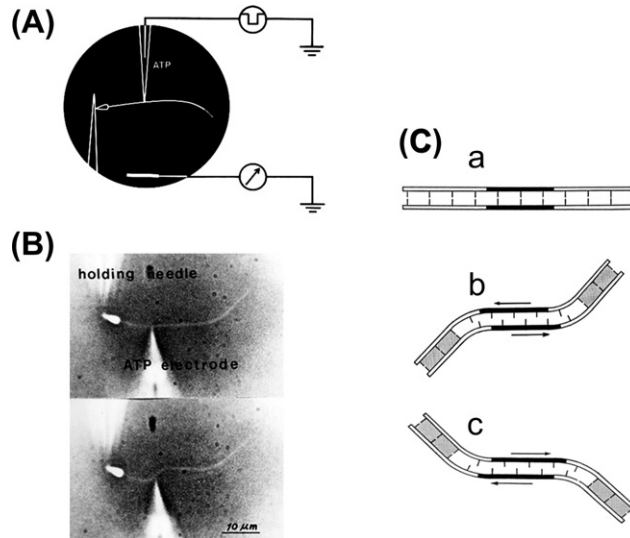 (A)
ATP
(B)
holding needle
ATP electrode
10 μm
(C)
a
b
c